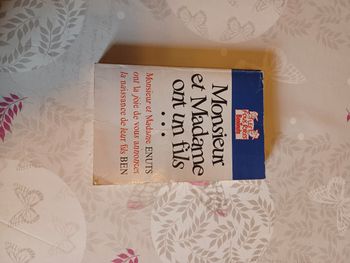 Monsieur
et Madame
ont un fils
...
Monsieur et Madame ENUTS
ont la joie de vous annoncer
la naissance de leur fils BEN